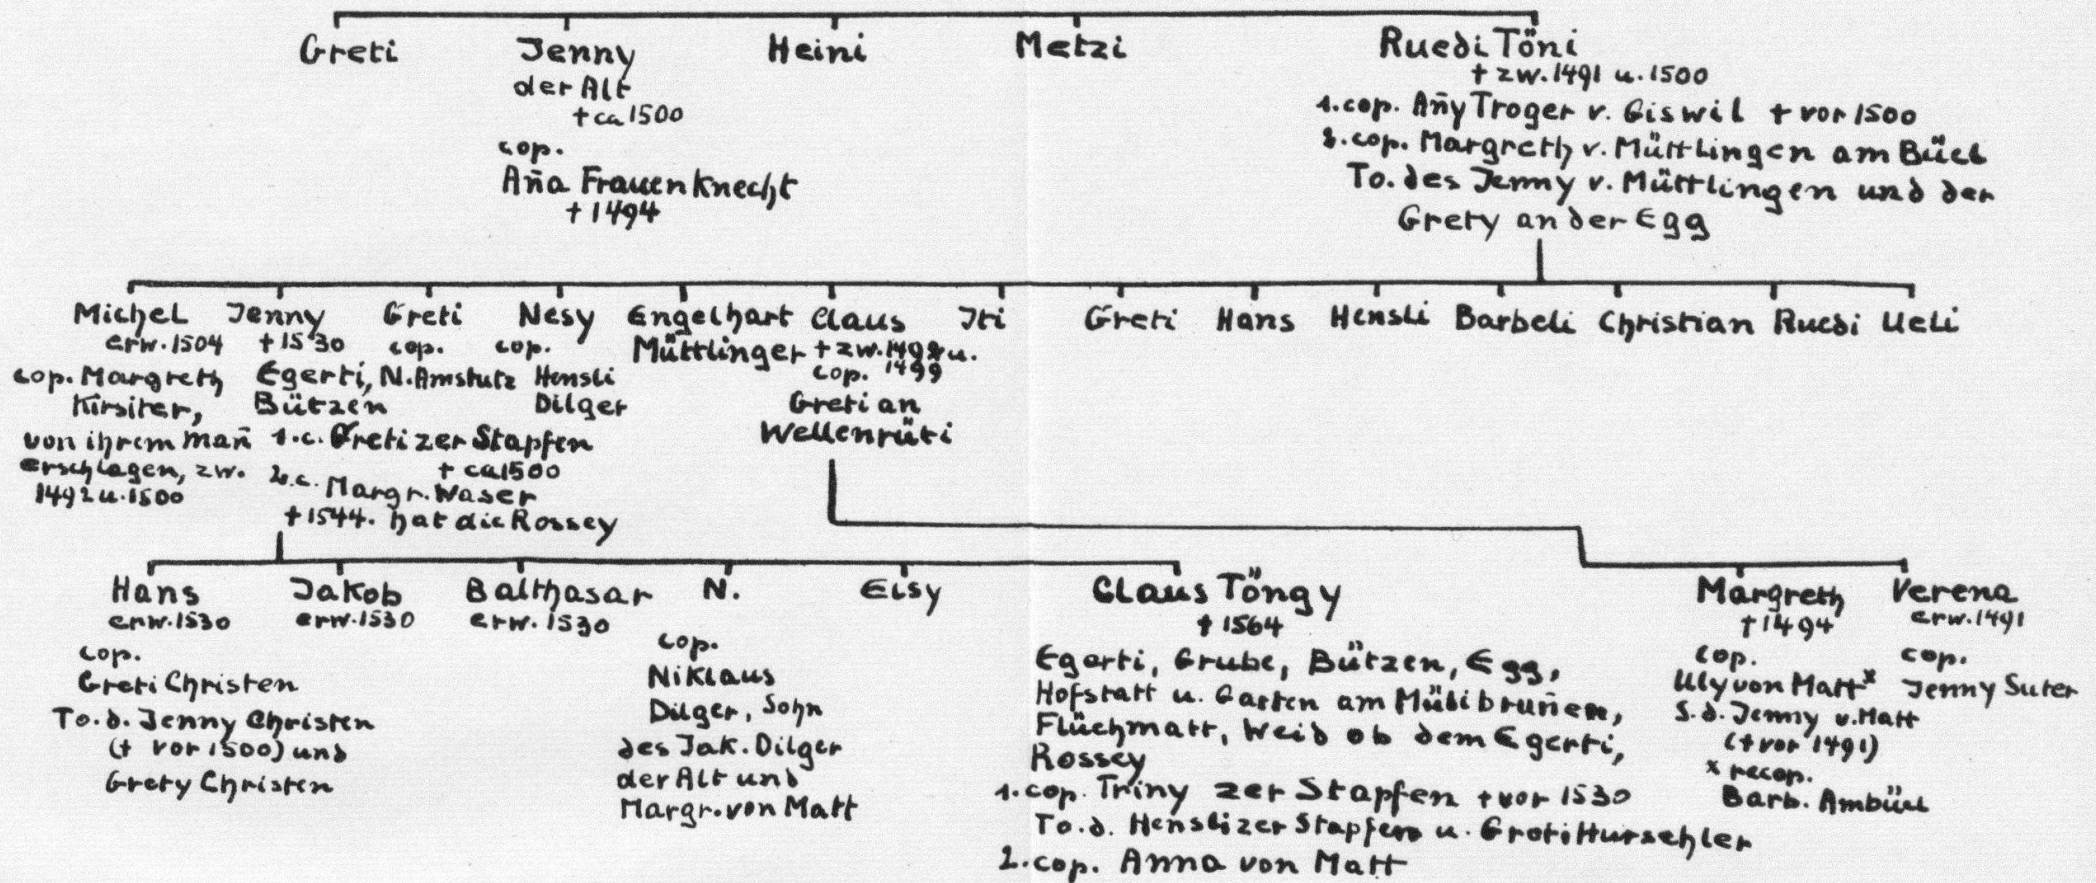 Greti
Jenny
der Alt
† ca 1500
cop.
Ana Frauenknecht
† 1494
Heini
Metzi
Ruedi Töni
† zw. 1491 u. 1500
1. cop. Any Troger v. Giswil † vor 1500
2. cop. Margreth v. Müttlingen am Büel
To. des Jenny v. Müttlingen und der
Grety an der Egg
Michel
erw. 1504
cop. Margreth
Kirsiter,
von ihrem Mañ
erschlagen, zw.
1492 u. 1500
Jenny
† 1530
Egerti,
Bützen
1. c. Greti zer Stapfen
† ca 1500
2. c. Margr. Waser
† 1544. hat die Rossey
Greti
cop.
N. Amstutz
Nesy
cop.
Hensli
Dilger
Engelhart
Müttlinger
Claus
† zw. 1492 u.
1499
cop.
Greti an
Wellenrüti
Iti
Greti
Hans
Hensli
Barbeli
Christian
Ruedi
Ueli
Hans
erw. 1530
cop.
Greti Christen
To. d. Jenny Christen
(† vor 1500) und
Grety Christen
Jakob
erw. 1530
Balthasar
erw. 1530
N.
cop.
Niklaus
Dilger, Sohn
des Jak. Dilger
der Alt und
Margr. von Matt
Elsy
Claus Töngy
† 1564
Egerti, Grube, Bützen, Egg,
Hofstatt u. Garten am Mülibruñen,
Flüchmatt, Weid ob dem Egerti,
Rossey
1. cop. Triny zer Stapfen † vor 1530
To. d. Hensli zer Stapfen u. Greti Hurschler
2. cop. Anna von Matt
Margreth
† 1494
cop.
Uly von Matt x
S. d. Jenny v. Matt
(† vor 1491)
x recop.
Barb. Ambüel
Verena
erw. 1491
cop.
Jenny Suter